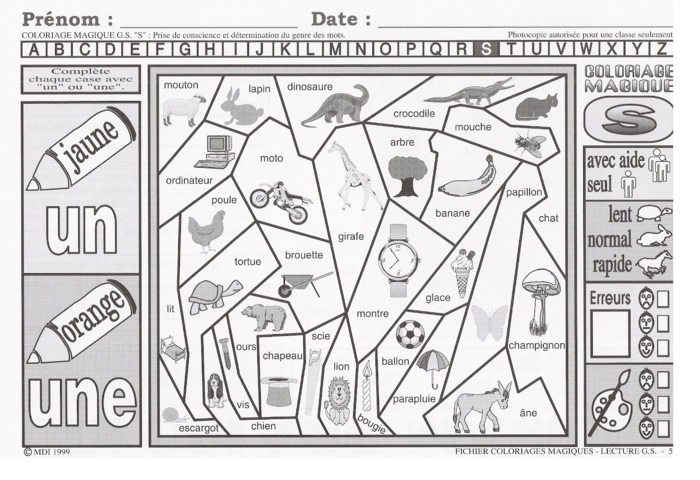 Prénom : Date :
COLORIAGE MAGIQUE G.S. "S" : Prise de conscience et détermination du genre des mots. Photocopie autorisée pour une classe seulement
A B C D E F G H I J K L M N O P Q R S T U V W X Y Z
Complète
chaque case avec
"un" ou "une".
jaune
un
orange
une
mouton
lapin
dinosaure
crocodile
mouche
arbre
moto
ordinateur
papillon
poule
banane
chat
girafe
brouette
tortue
glace
lit
montre
scie
ours
champignon
chapeau
lion
ballon
parapluie
vis
âne
bougie
escargot
chien
COLORIAGE
MAGIQUE
S
avec aide
seul
lent
normal
rapide
Erreurs
© MDI 1999 FICHIER COLORIAGES MAGIQUES - LECTURE G.S. - 5